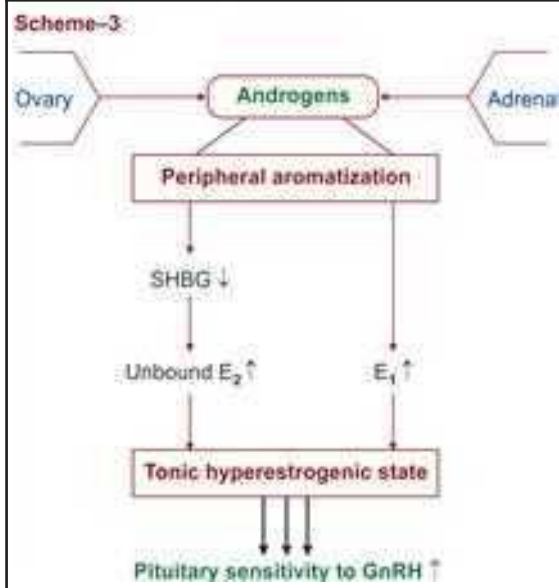 Scheme–3
Ovary
Androgens
Adrenal
Peripheral aromatization
SHBG ↓
Unbound E₂ ↑
E₁ ↑
Tonic hyperestrogenic state
Pituitary sensitivity to GnRH ↑